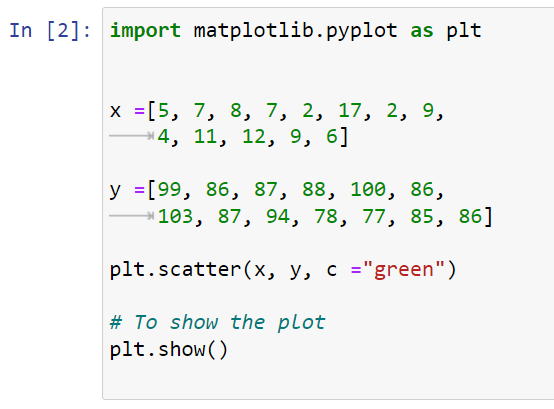 In [2]: import matplotlib.pyplot as plt
x =[5, 7, 8, 7, 2, 17, 2, 9,
4, 11, 12, 9, 6]
y =[99, 86, 87, 88, 100, 86,
103, 87, 94, 78, 77, 85, 86]
plt.scatter(x, y, c ="green")
# To show the plot
plt.show()